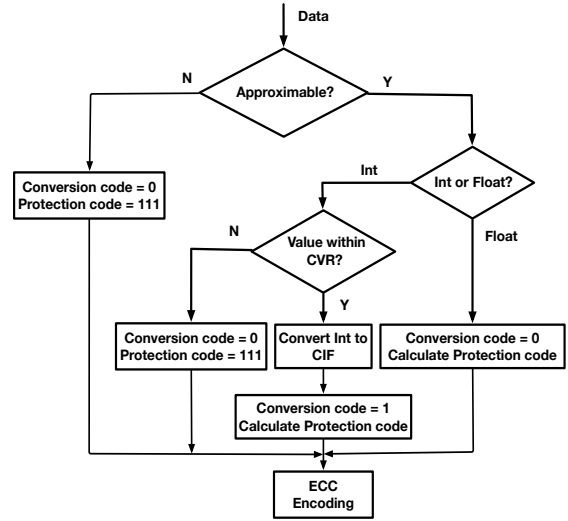 Data
N
Approximable?
Y
Conversion code = 0
Protection code = 111
Int
Int or Float?
N
Value within
CVR?
Float
Y
Conversion code = 0
Protection code = 111
Convert Int to
CIF
Conversion code = 0
Calculate Protection code
Conversion code = 1
Calculate Protection code
ECC
Encoding